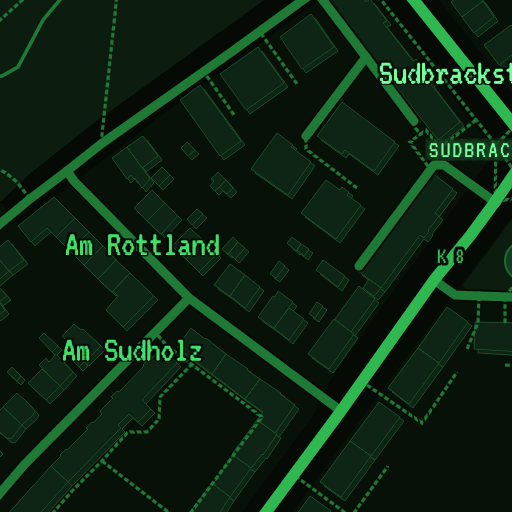 Sudbrackst
SUDBRAC
Am Rottland
K 8
Am Sudholz